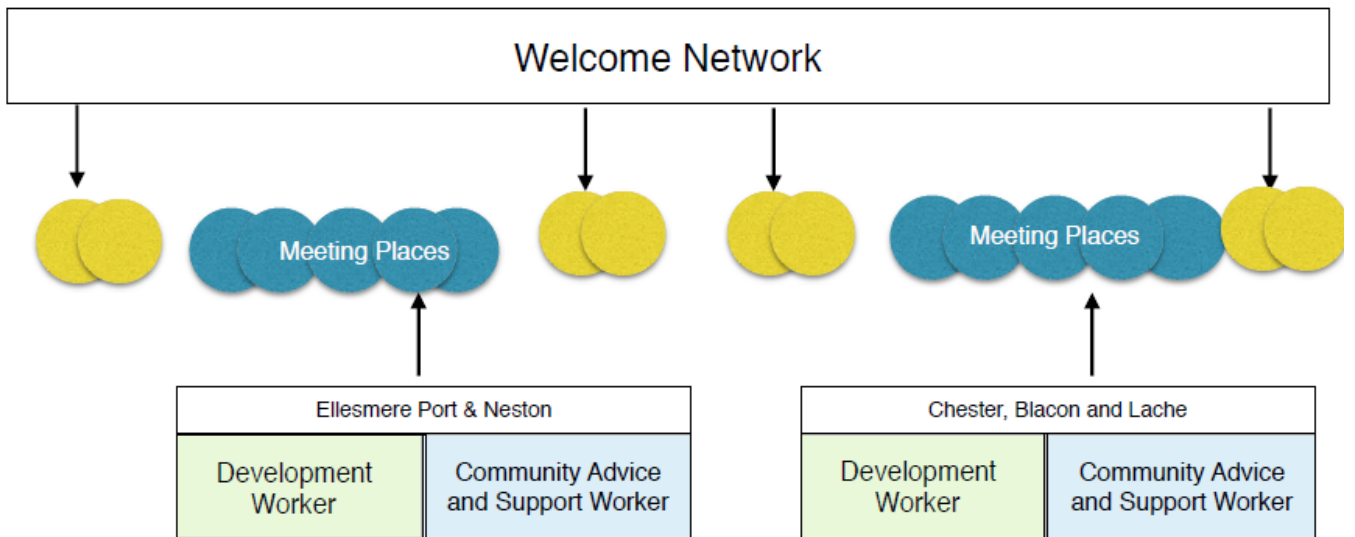 Welcome Network
Meeting Places
Meeting Places
Ellesmere Port & Neston
Development
Worker
Community Advice
and Support Worker
Chester, Blacon and Lache
Development
Worker
Community Advice
and Support Worker